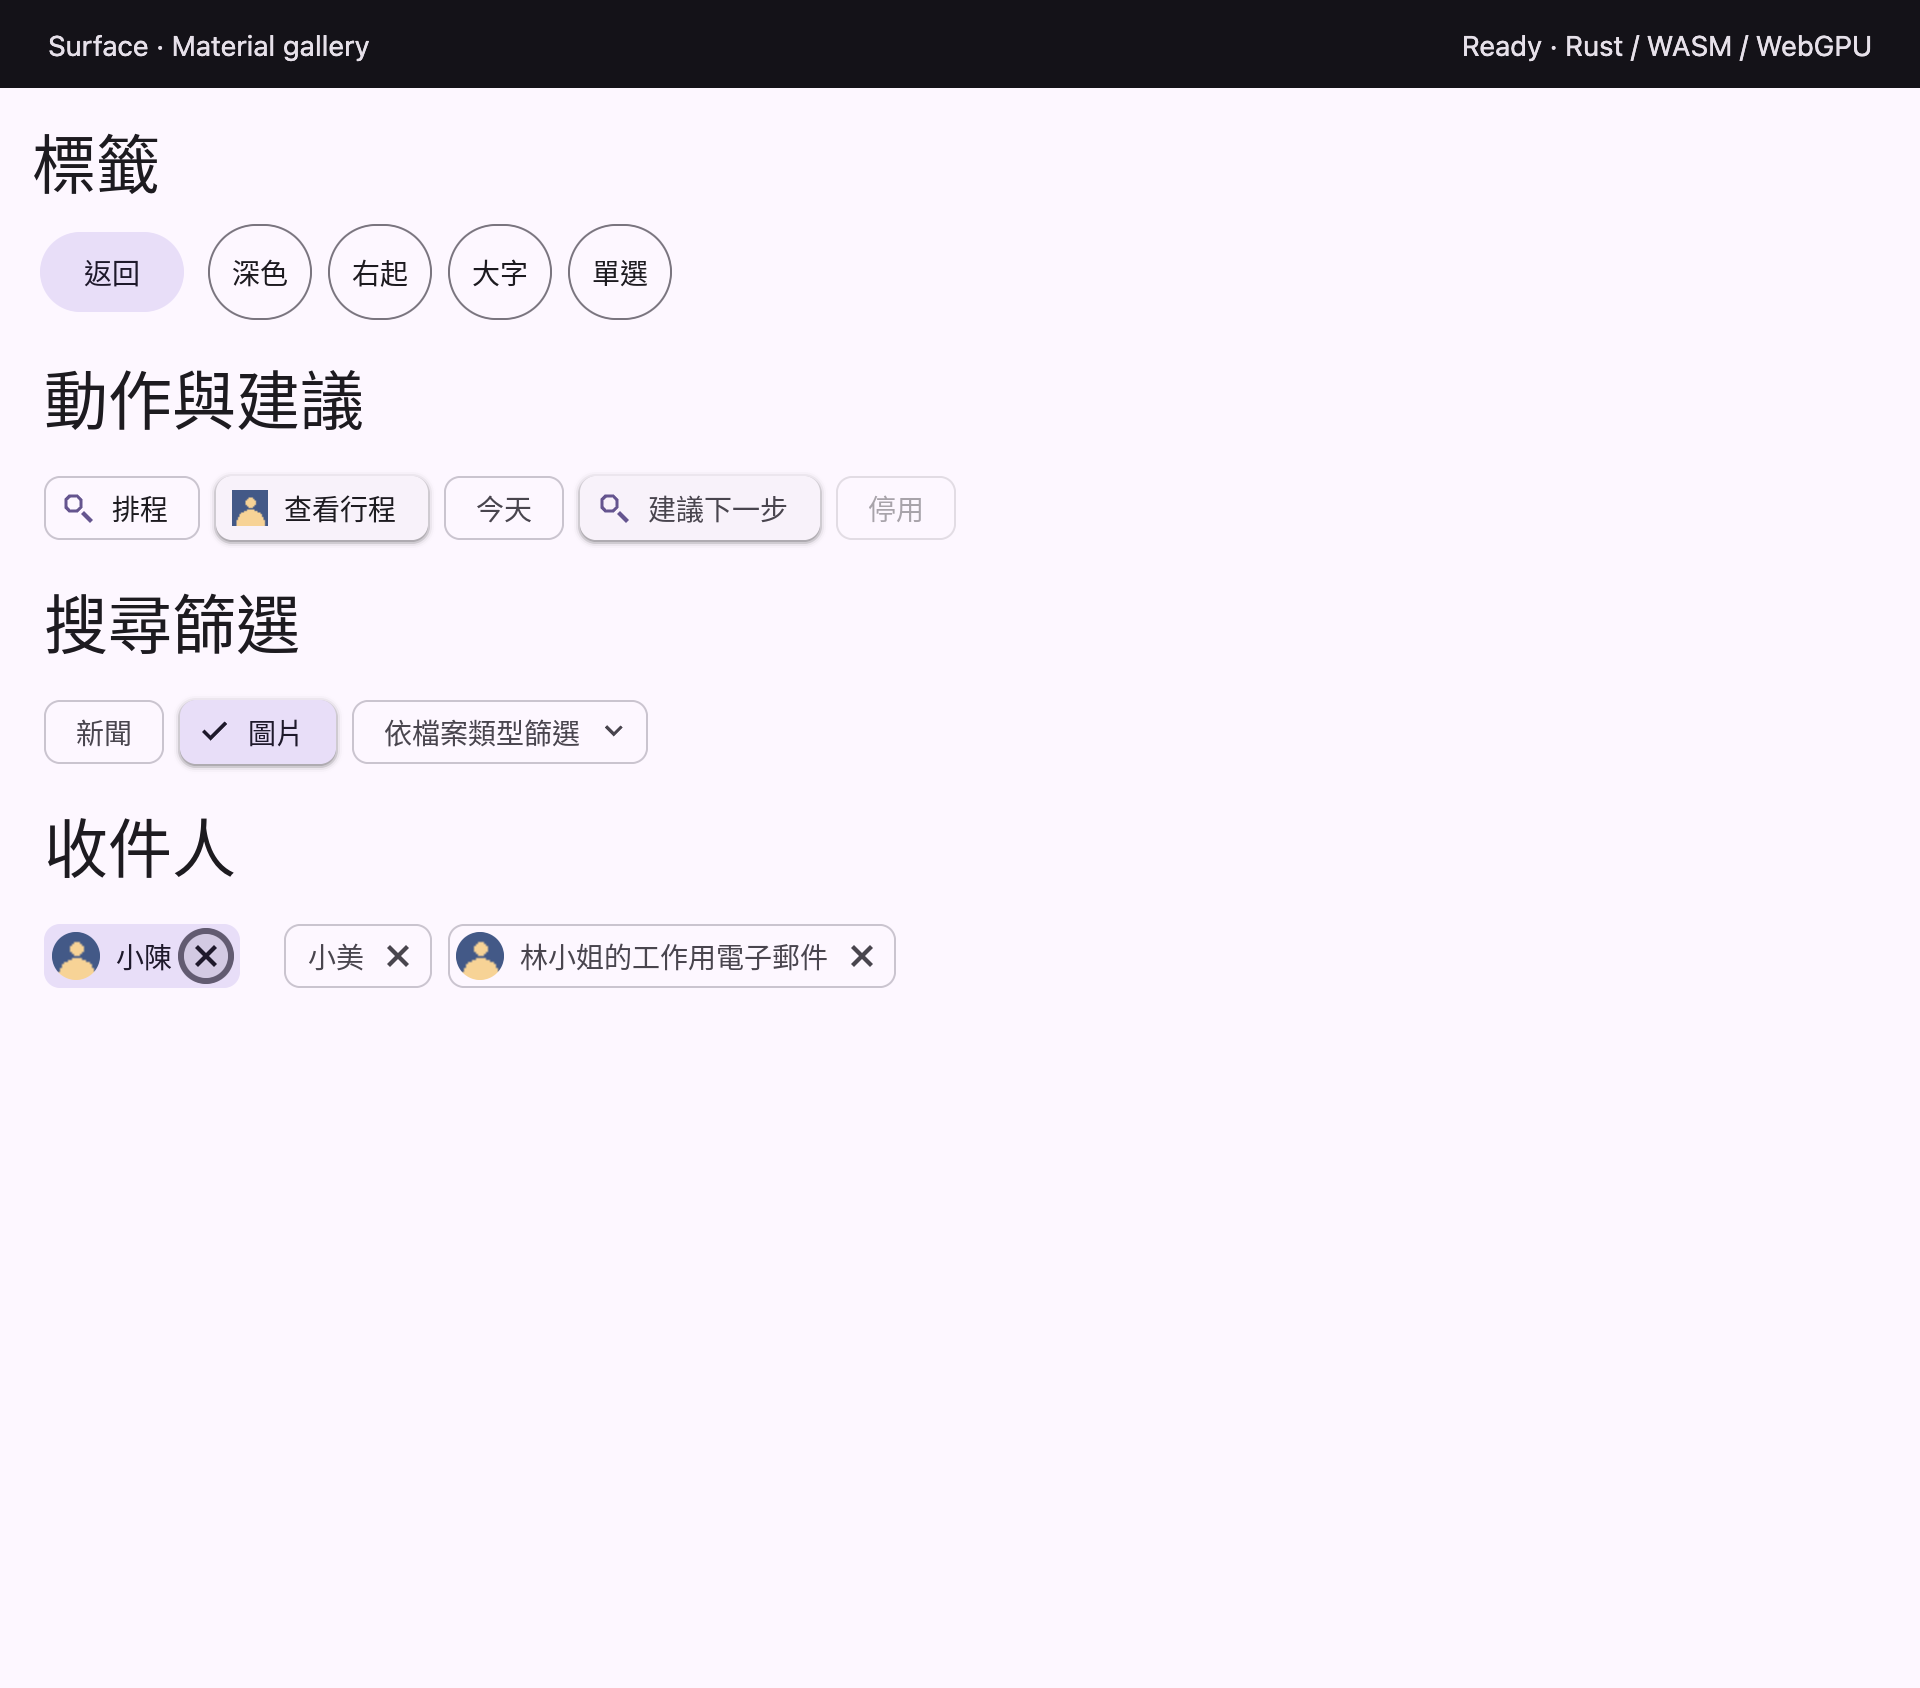 Surface · Material gallery
Ready · Rust / WASM / WebGPU
標籤
返回 深色 右起 大字 單選
動作與建議
排程 查看行程 今天 建議下一步 停用
搜尋篩選
新聞 圖片 依檔案類型篩選
收件人
小陳 小美 林小姐的工作用電子郵件